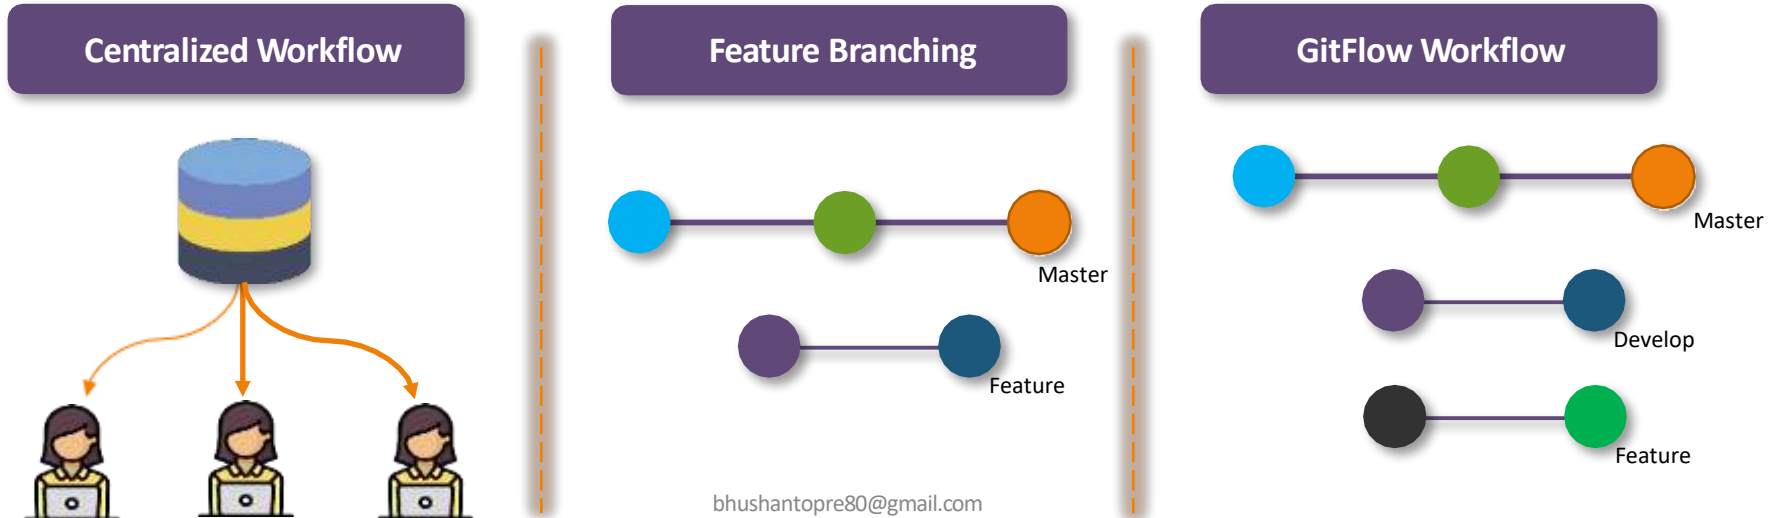 Centralized Workflow
Feature Branching
Master
Feature
GitFlow Workflow
Master
Develop
Feature
bhushantopre80@gmail.com